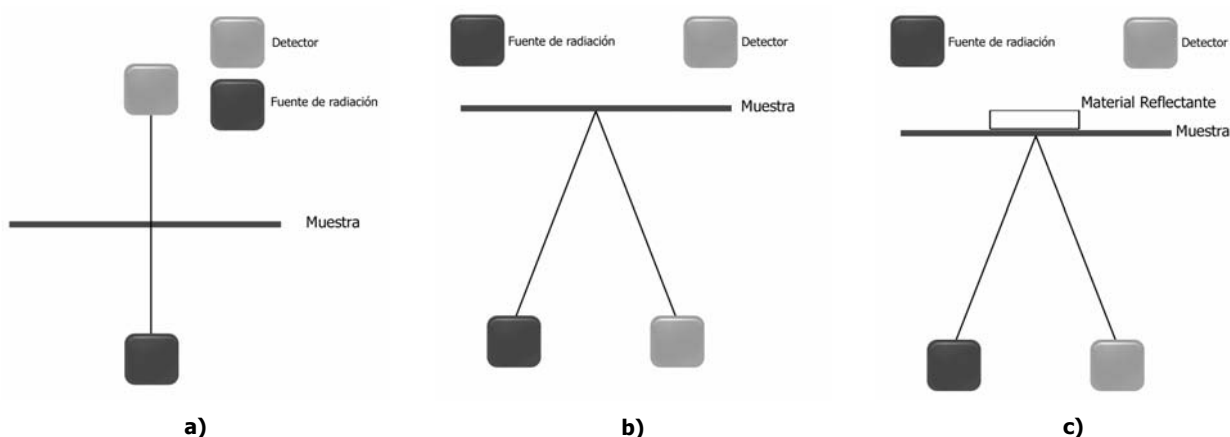 Detector
Fuente de radiación
Muestra
a)
Fuente de radiación
Detector
Muestra
b)
Fuente de radiación
Detector
Material Reflectante
Muestra
c)